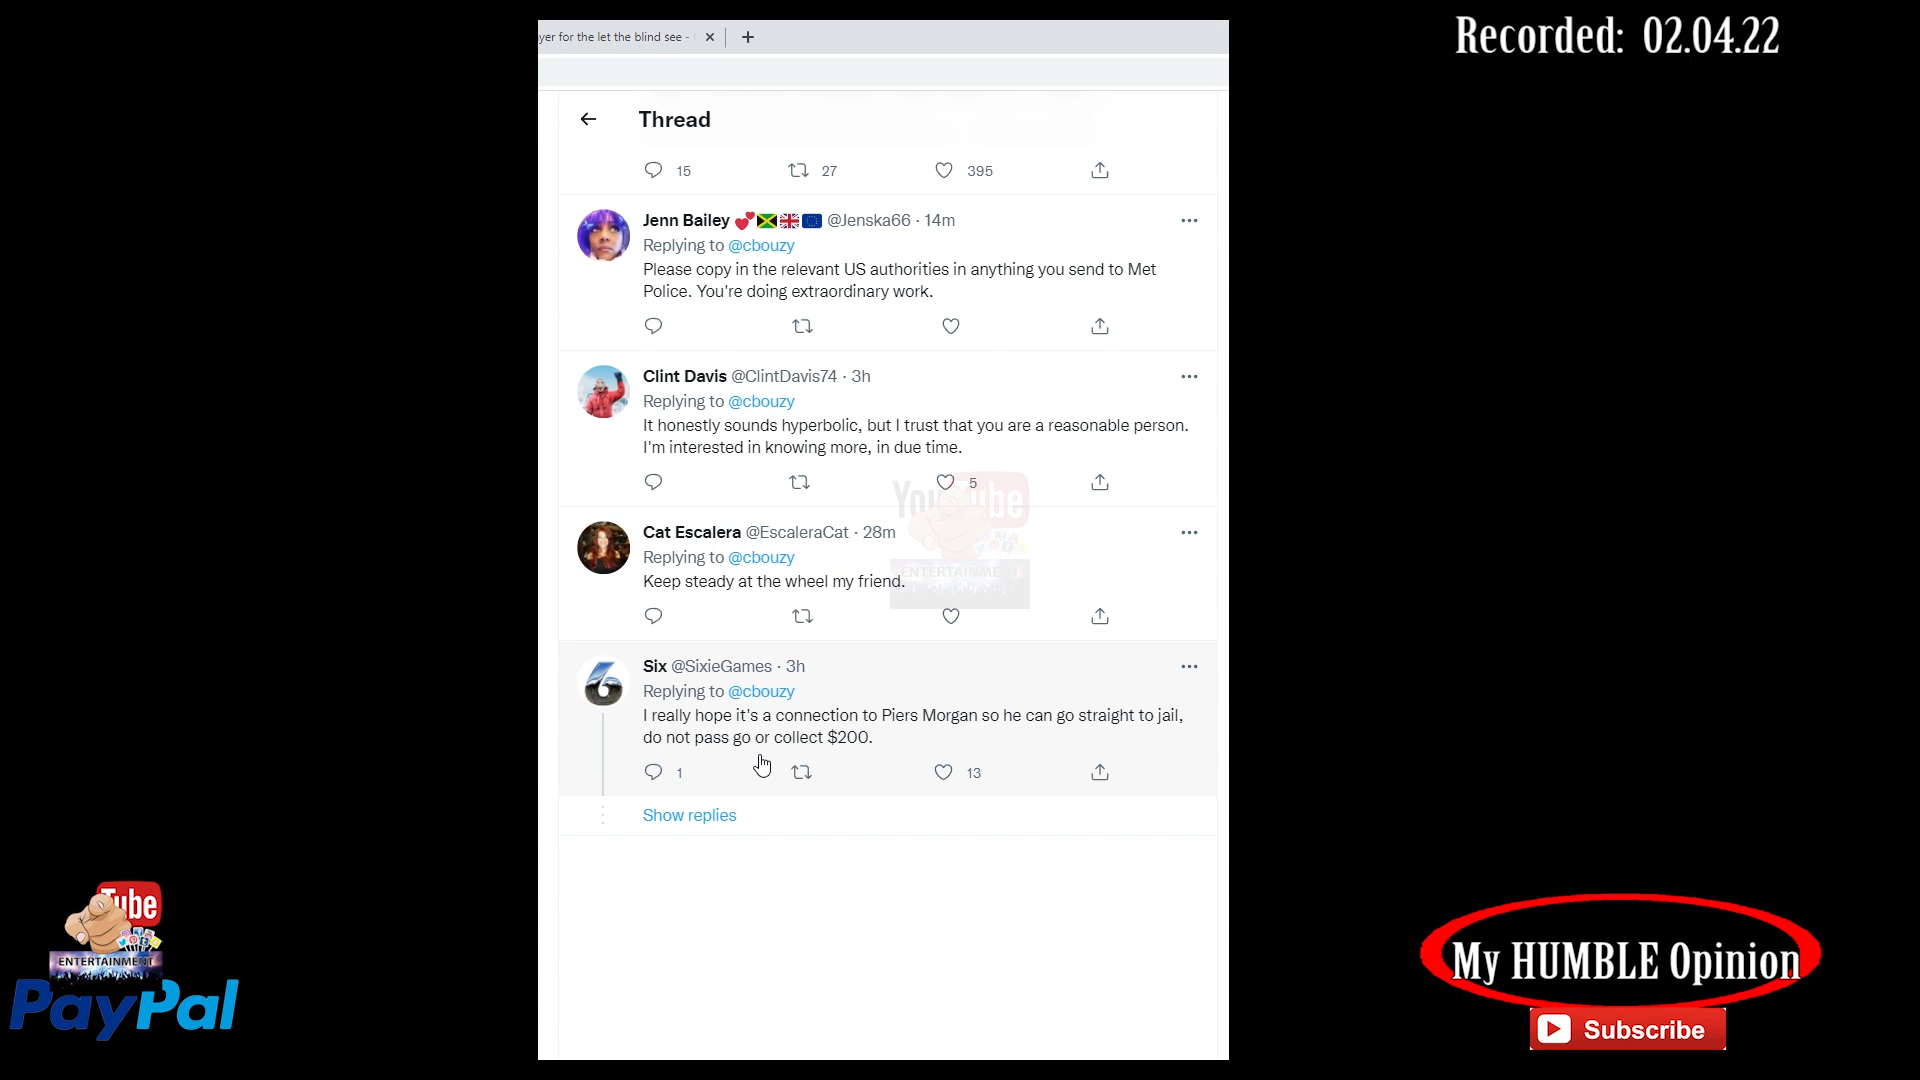 Recorded: 02.04.22
yer for the let the blind see -
Thread
15 27 395
Jenn Bailey 💕🇯🇲🇬🇧🇪🇺 @Jenska66 · 14m
Replying to @cbouzy
Please copy in the relevant US authorities in anything you send to Met
Police. You're doing extraordinary work.
Clint Davis @ClintDavis74 · 3h
Replying to @cbouzy
It honestly sounds hyperbolic, but I trust that you are a reasonable person.
I'm interested in knowing more, in due time.
5
YouTube
ENTERTAINMENT
Cat Escalera @EscaleraCat · 28m
Replying to @cbouzy
Keep steady at the wheel my friend.
6
Six @SixieGames · 3h
Replying to @cbouzy
I really hope it's a connection to Piers Morgan so he can go straight to jail,
do not pass go or collect $200.
1 13
Show replies
Tube
ENTERTAINMENT
PayPal
My HUMBLE Opinion
Subscribe